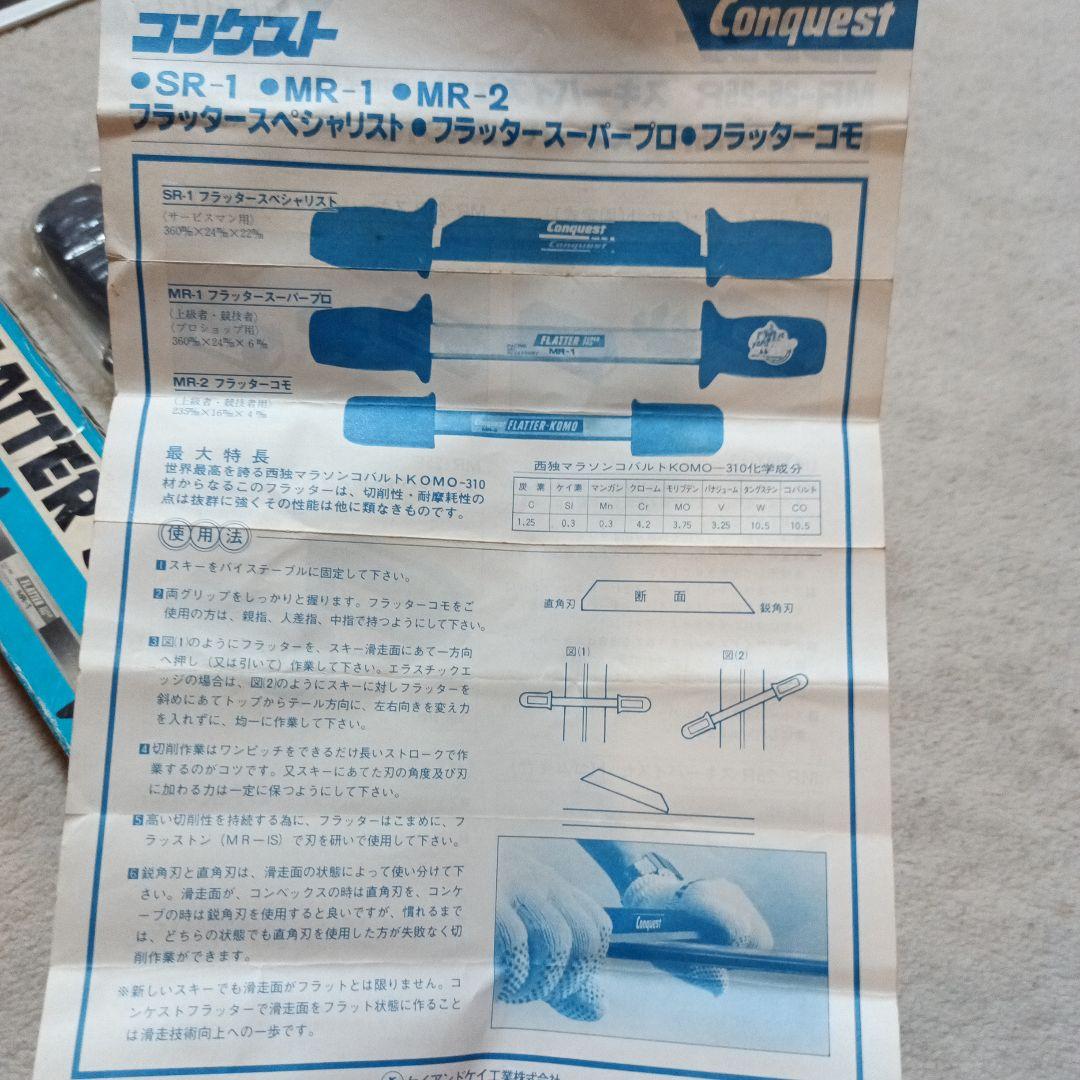 コンケスト
Conquest
●SR-1 ●MR-1 ●MR-2
フラッタースペシャリスト●フラッタースーパープロ●フラッターコモ
SR-1 フラッタースペシャリスト
(サービスマン用)
360㎜×24㎜×22㎜
Conquest
Conquest
MR-1 フラッタースーパープロ
(上級者・競技者)
(プロショップ用)
360㎜×24㎜×6㎜
FLATTER SUPER PRO
MR-1
MR-2 フラッターコモ
(上級者・競技者用)
235㎜×16㎜×4㎜
FLATTER-KOMO
最大特長
世界最高を誇る西独マラソンコバルトKOMO-310
材からなるこのフラッターは、切削性・耐摩耗性の
点は抜群に強くその性能は他に類なきものです。
西独マラソンコバルトKOMO—310化学成分
炭素 ケイ素 マンガン クローム モリブデン バナジューム タングステン コバルト
C Si Mn Cr MO V W CO
1.25 0.3 0.3 4.2 3.75 3.25 10.5 10.5
使用法
1スキーをバイステーブルに固定して下さい。
2両グリップをしっかりと握ります。フラッターコモをご
使用の方は、親指、人差指、中指で持つようにして下さい。
3図(1)のようにフラッターを、スキー滑走面にあて一方向
へ押し(又は引いて)作業して下さい。エラスチックエ
ッジの場合は、図(2)のようにスキーに対しフラッターを
斜めにあてトップからテール方向に、左右向きを変え力
を入れずに、均一に作業して下さい。
4切削作業はワンピッチをできるだけ長いストロークで作
業するのがコツです。又スキーにあてた刃の角度及び刃
に加わる力は一定に保つようにして下さい。
5高い切削性を持続する為に、フラッターはこまめに、フ
ラッストン(MR—IS)で刃を研いで使用して下さい。
6鋭角刃と直角刃は、滑走面の状態によって使い分けて下
さい。滑走面が、コンベックスの時は直角刃を、コンケ
ーブの時は鋭角刃を使用すると良いですが、慣れるまで
は、どちらの状態でも直角刃を使用した方が失敗なく切
削作業ができます。
※新しいスキーでも滑走面がフラットとは限りません。コ
ンケストフラッターで滑走面をフラット状態に作ること
は滑走技術向上への一歩です。
直角刃
断面
鋭角刃
図(1)
図(2)
Conquest
ケイアンドケイ工業株式会社
ATTER
MR-1